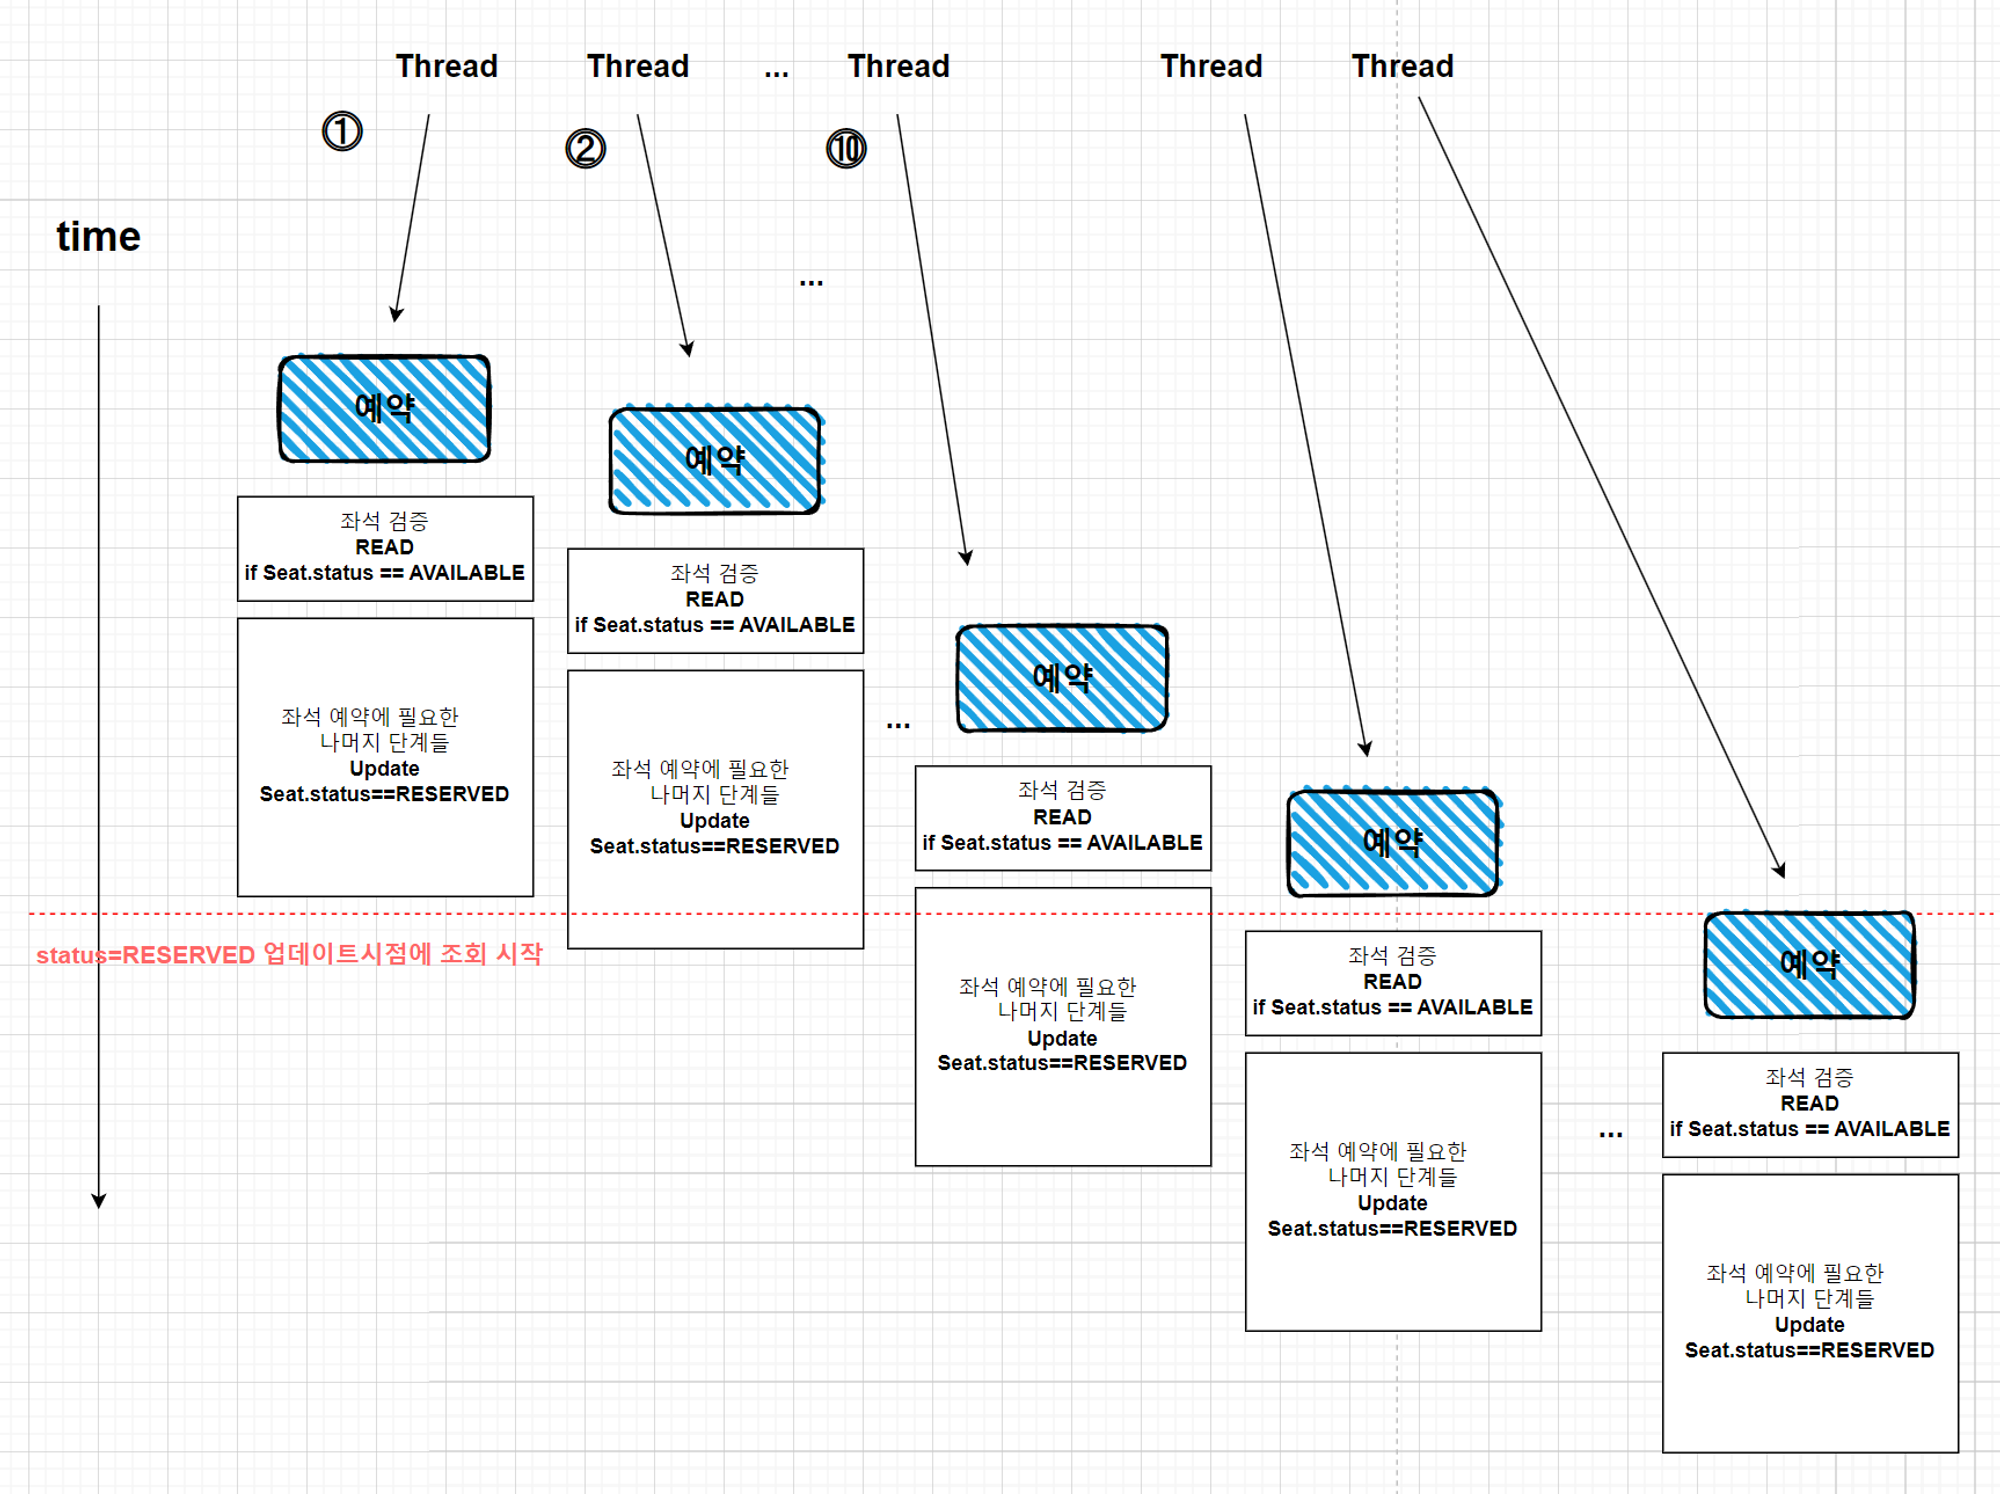 Thread
Thread
...
Thread
Thread
Thread
①
②
⑩
time
...
예약
좌석 검증
READ
if Seat.status == AVAILABLE
좌석 예약에 필요한
나머지 단계들
Update
Seat.status==RESERVED
예약
좌석 검증
READ
if Seat.status == AVAILABLE
좌석 예약에 필요한
나머지 단계들
Update
Seat.status==RESERVED
...
예약
좌석 검증
READ
if Seat.status == AVAILABLE
좌석 예약에 필요한
나머지 단계들
Update
Seat.status==RESERVED
예약
좌석 검증
READ
if Seat.status == AVAILABLE
좌석 예약에 필요한
나머지 단계들
Update
Seat.status==RESERVED
...
예약
좌석 검증
READ
if Seat.status == AVAILABLE
좌석 예약에 필요한
나머지 단계들
Update
Seat.status==RESERVED
status=RESERVED 업데이트시점에 조회 시작